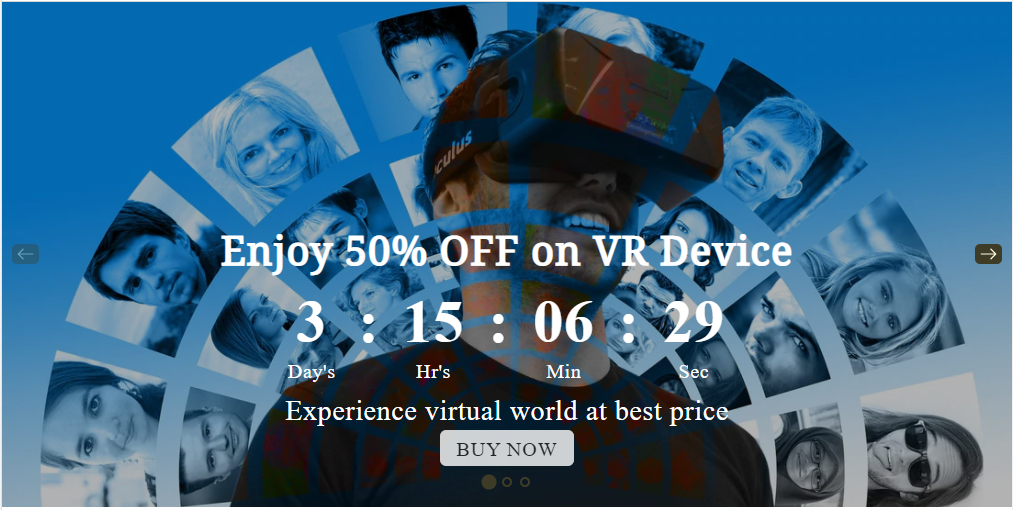 culus
Enjoy 50% OFF on VR Device
3 : 15 : 06 : 29
Day's Hr's Min Sec
Experience virtual world at best price
BUY NOW